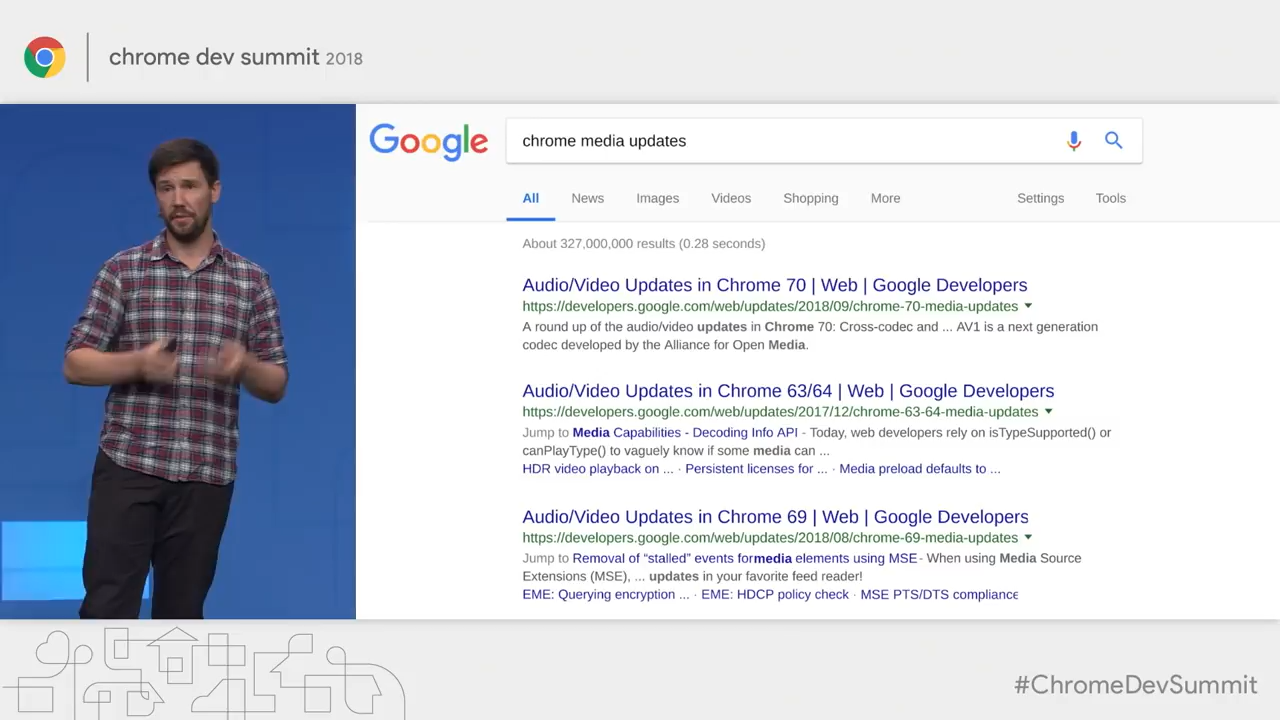 chrome dev summit 2018
Google
chrome media updates
All News Images Videos Shopping More Settings Tools
About 327,000,000 results (0.28 seconds)
Audio/Video Updates in Chrome 70 | Web | Google Developers
https://developers.google.com/web/updates/2018/09/chrome-70-media-updates
A round up of the audio/video updates in Chrome 70: Cross-codec and ... AV1 is a next generation
codec developed by the Alliance for Open Media.
Audio/Video Updates in Chrome 63/64 | Web | Google Developers
https://developers.google.com/web/updates/2017/12/chrome-63-64-media-updates
Jump to Media Capabilities - Decoding Info API - Today, web developers rely on isTypeSupported() or
canPlayType() to vaguely know if some media can ...
HDR video playback on ... · Persistent licenses for ... · Media preload defaults to ...
Audio/Video Updates in Chrome 69 | Web | Google Developers
https://developers.google.com/web/updates/2018/08/chrome-69-media-updates
Jump to Removal of “stalled” events formedia elements using MSE - When using Media Source
Extensions (MSE), ... updates in your favorite feed reader!
EME: Querying encryption ... · EME: HDCP policy check · MSE PTS/DTS compliance
#ChromeDevSummit